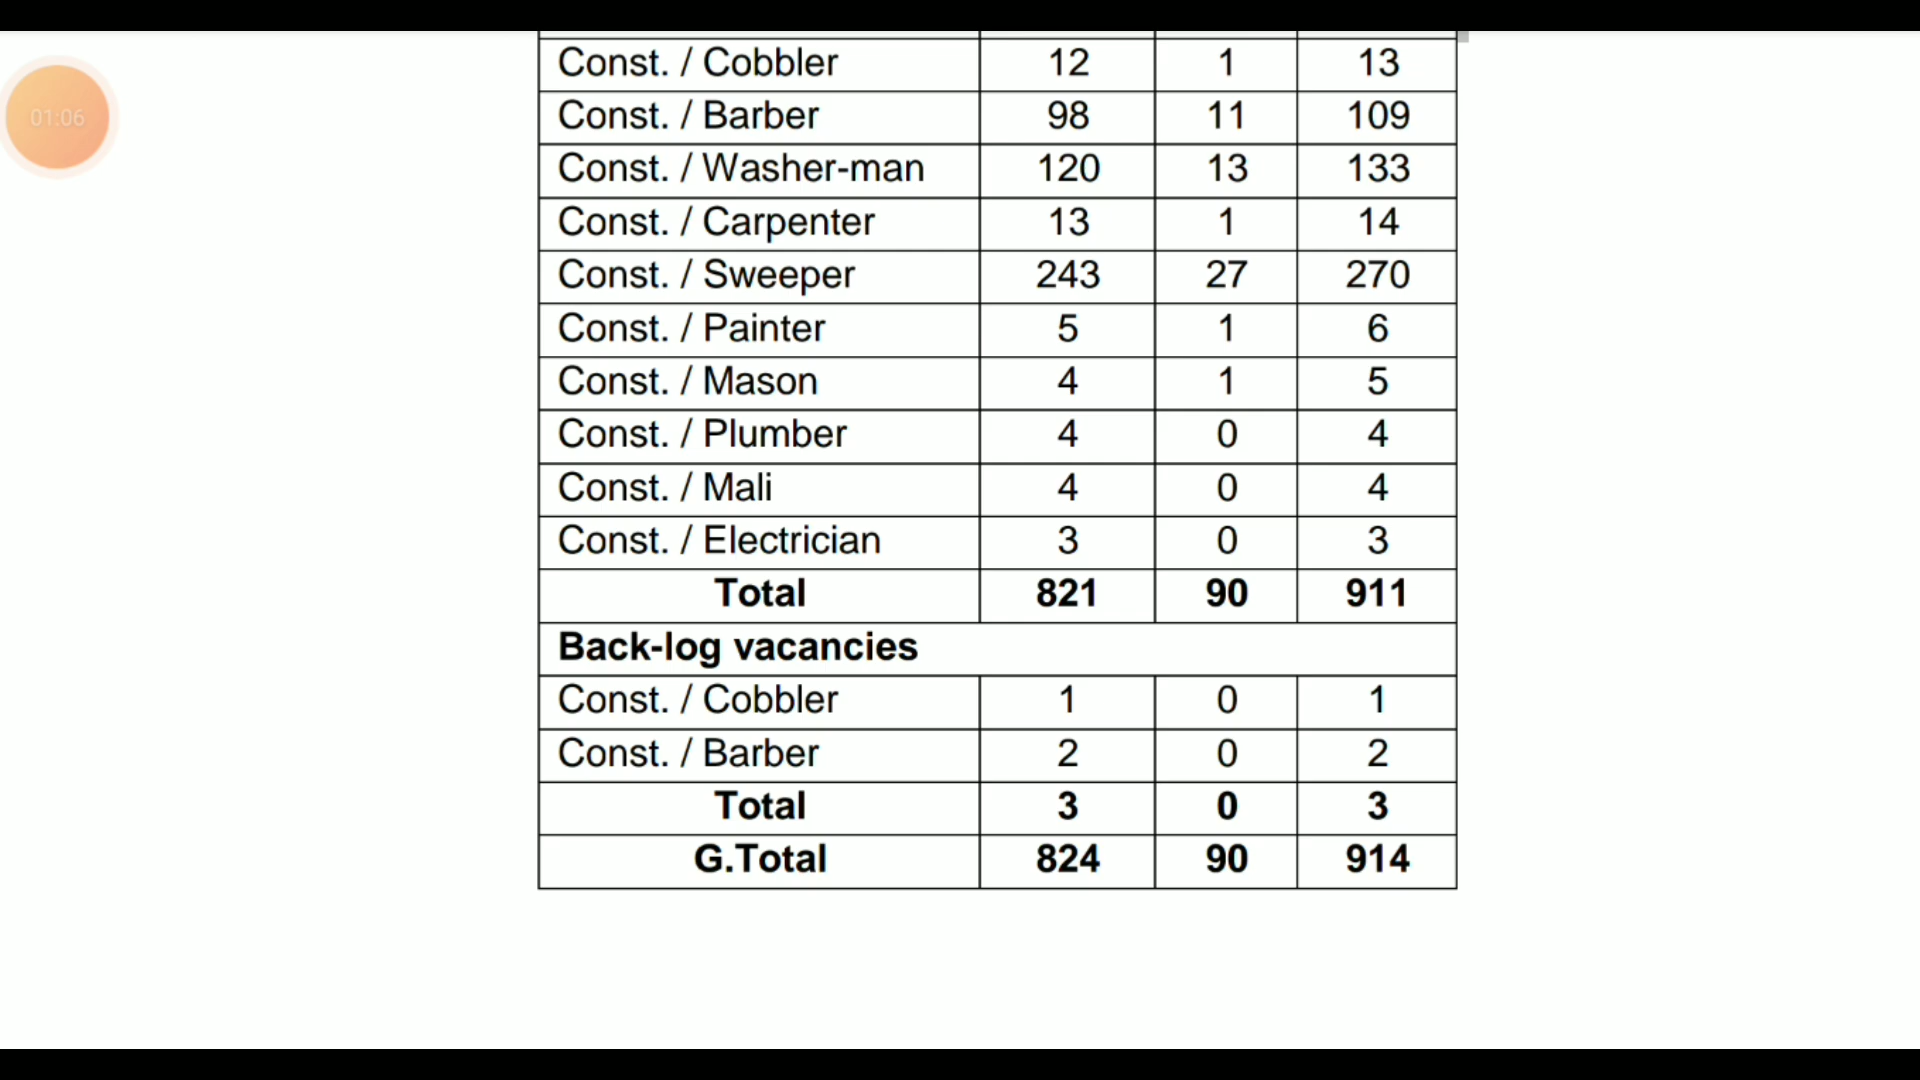 01:06
Const. / Cobbler 12 1 13
Const. / Barber 98 11 109
Const. / Washer-man 120 13 133
Const. / Carpenter 13 1 14
Const. / Sweeper 243 27 270
Const. / Painter 5 1 6
Const. / Mason 4 1 5
Const. / Plumber 4 0 4
Const. / Mali 4 0 4
Const. / Electrician 3 0 3
Total 821 90 911
Back-log vacancies
Const. / Cobbler 1 0 1
Const. / Barber 2 0 2
Total 3 0 3
G.Total 824 90 914